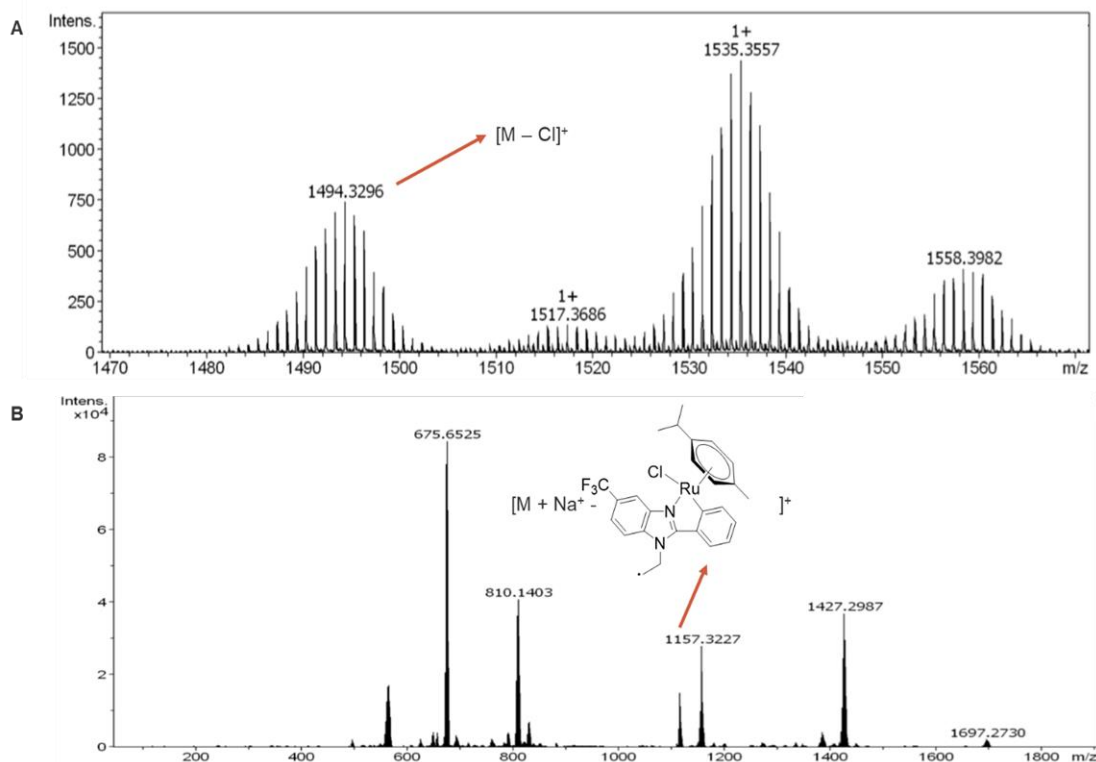 A
Intens.
1500
1250
1000
750
500
250
0
1494.3296
[M – Cl]⁺
1+
1517.3686
1+
1535.3557
1558.3982
1470 1480 1490 1500 1510 1520 1530 1540 1550 1560 m/z
B
Intens.
x10⁴
8
6
4
2
0
675.6525
810.1403
1157.3227
1427.2987
1697.2730
[M + Na⁺ - ]⁺
Cl
Ru
F₃C
N
N
200 400 600 800 1000 1200 1400 1600 1800 m/z